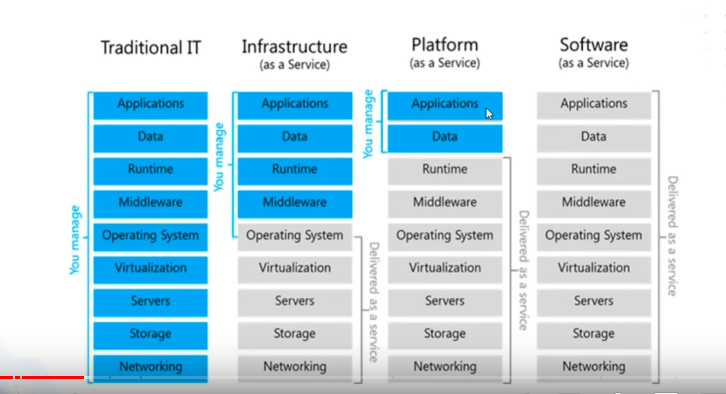 Traditional IT
Infrastructure
(as a Service)
Platform
(as a Service)
Software
(as a Service)
You manage
Applications
Data
Runtime
Middleware
Operating System
Virtualization
Servers
Storage
Networking
You manage
Applications
Data
Runtime
Middleware
Operating System
Virtualization
Servers
Storage
Networking
Delivered as a service
You manage
Applications
Data
Runtime
Middleware
Operating System
Virtualization
Servers
Storage
Networking
Delivered as a service
Applications
Data
Runtime
Middleware
Operating System
Virtualization
Servers
Storage
Networking
Delivered as a service